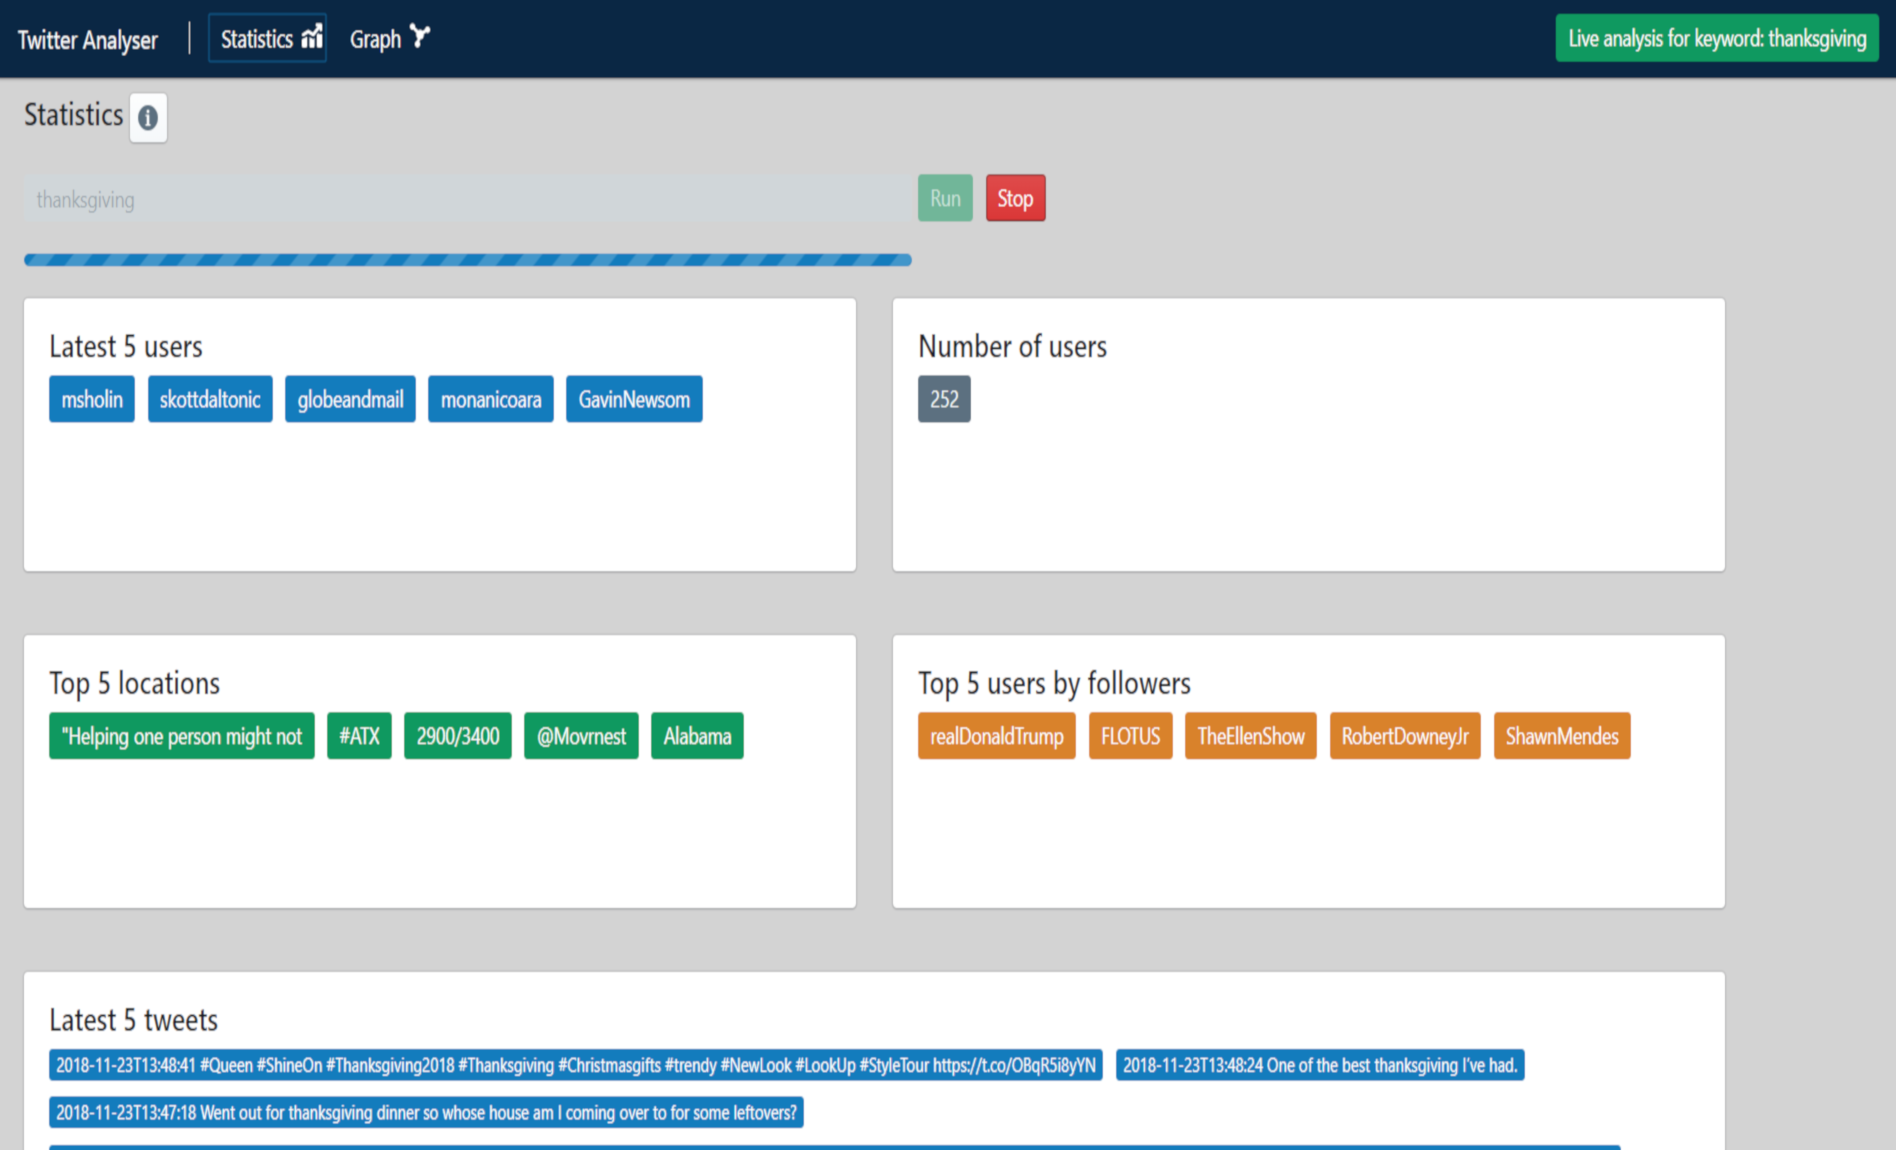 Twitter Analyser | Statistics Graph Live analysis for keyword: thanksgiving
Statistics
thanksgiving Run Stop
Latest 5 users
msholin skottdaltonic globeandmail monanicoara GavinNewsom
Number of users
252
Top 5 locations
"Helping one person might not #ATX 2900/3400 @Movrnest Alabama
Top 5 users by followers
realDonaldTrump FLOTUS TheEllenShow RobertDowneyJr ShawnMendes
Latest 5 tweets
2018-11-23T13:48:41 #Queen #ShineOn #Thanksgiving2018 #Thanksgiving #Christmasgifts #trendy #NewLook #LookUp #StyleTour https://t.co/OBqR5i8yYN 2018-11-23T13:48:24 One of the best thanksgiving I've had.
2018-11-23T13:47:18 Went out for thanksgiving dinner so whose house am I coming over to for some leftovers?